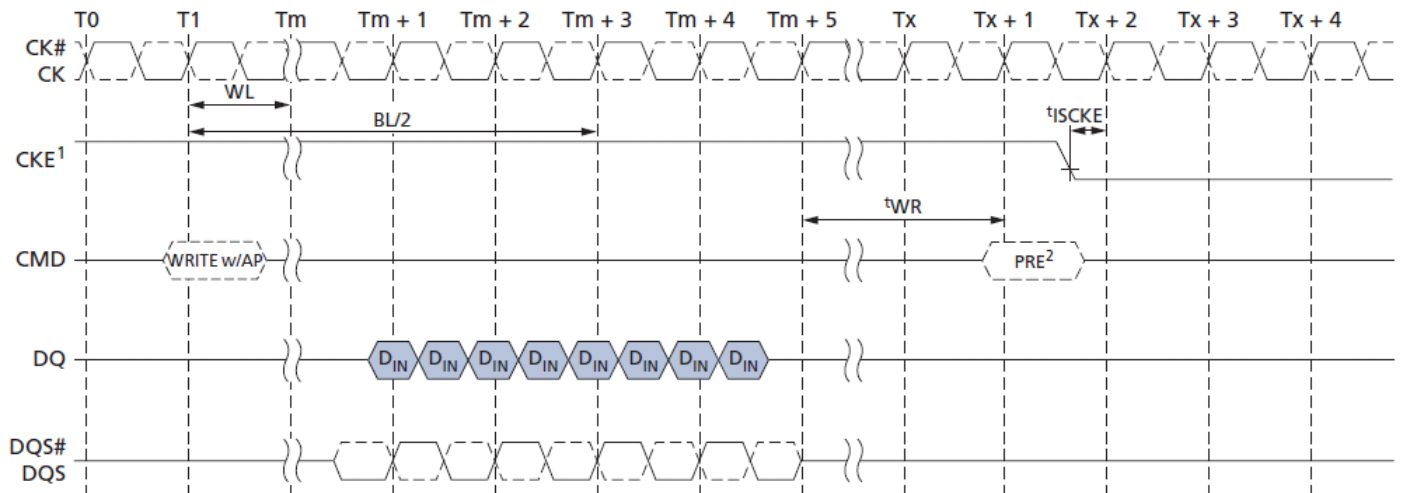 T0 T1 Tm Tm + 1 Tm + 2 Tm + 3 Tm + 4 Tm + 5 Tx Tx + 1 Tx + 2 Tx + 3 Tx + 4
CK#
CK
WL
BL/2
tISCKE
CKE1
tWR
CMD WRITE w/AP PRE2
DQ DIN DIN DIN DIN DIN DIN DIN DIN
DQS#
DQS